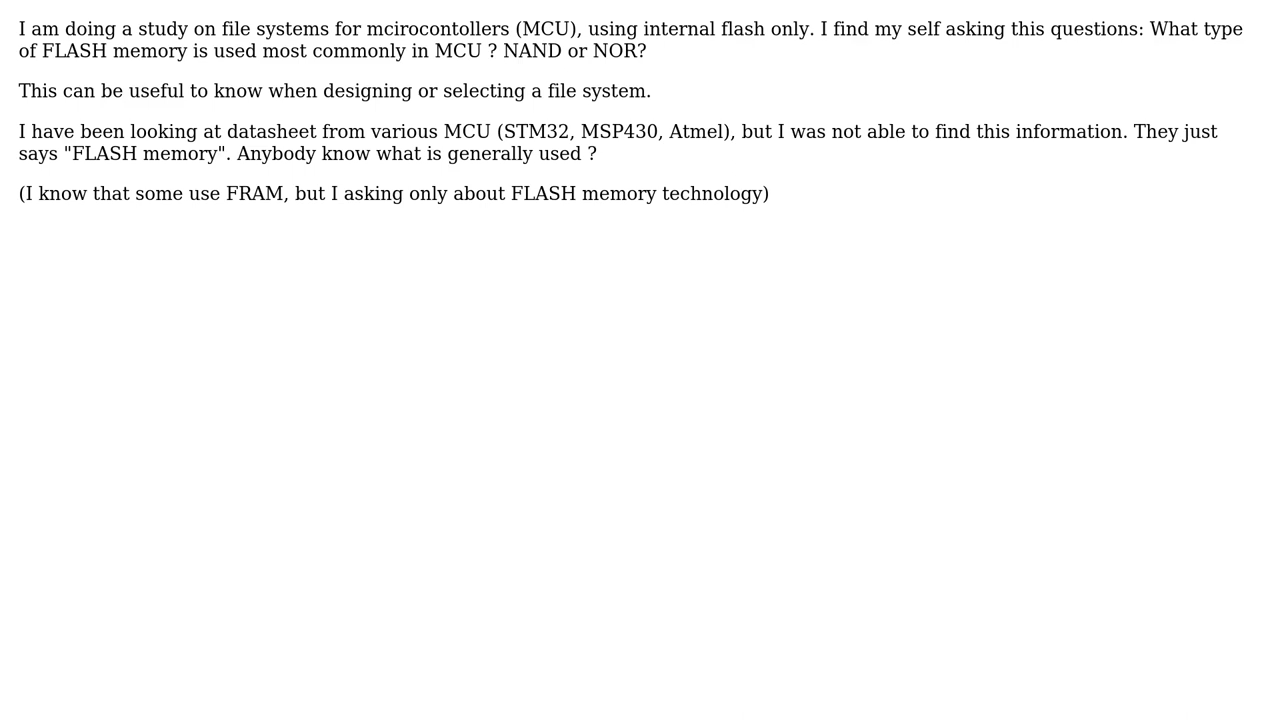 I am doing a study on file systems for mcirocontollers (MCU), using internal flash only. I find my self asking this questions: What type
of FLASH memory is used most commonly in MCU ? NAND or NOR?
This can be useful to know when designing or selecting a file system.
I have been looking at datasheet from various MCU (STM32, MSP430, Atmel), but I was not able to find this information. They just
says "FLASH memory". Anybody know what is generally used ?
(I know that some use FRAM, but I asking only about FLASH memory technology)